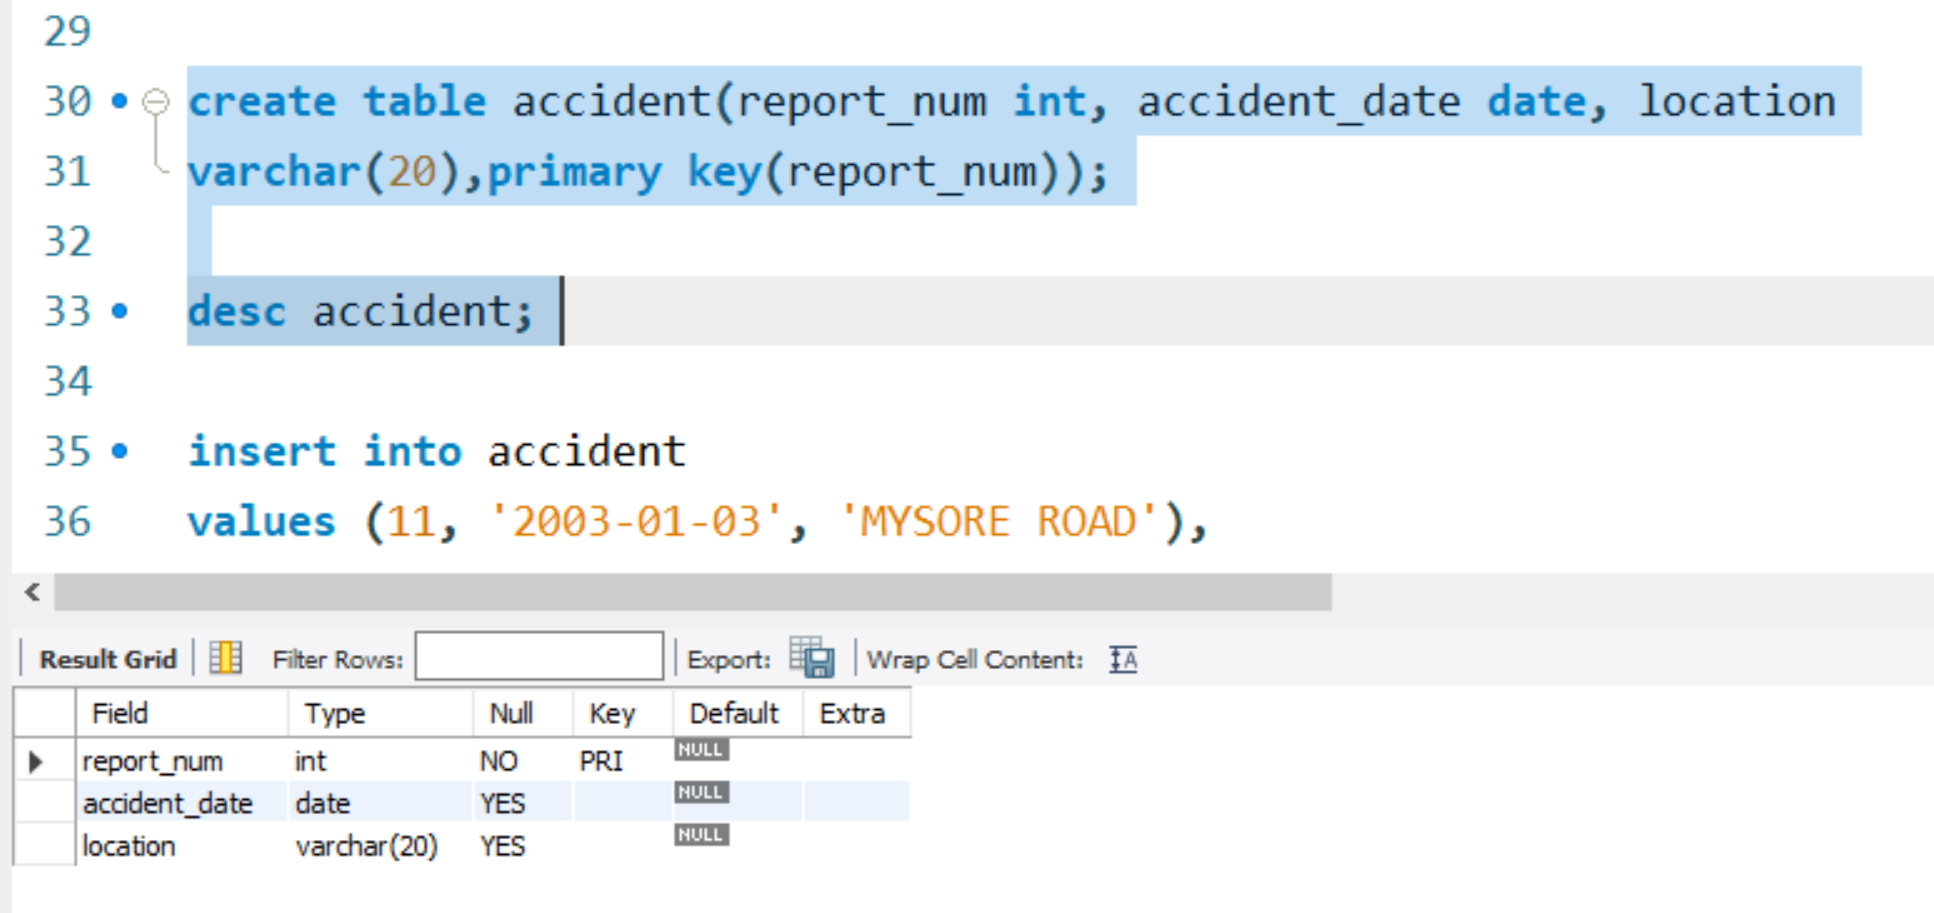 29
30 create table accident(report_num int, accident_date date, location
31 varchar(20),primary key(report_num));
32
33 desc accident;
34
35 insert into accident
36 values (11, '2003-01-03', 'MYSORE ROAD'),
Result Grid Filter Rows: Export: Wrap Cell Content: IA
Field Type Null Key Default Extra
report_num int NO PRI NULL
accident_date date YES NULL
location varchar(20) YES NULL